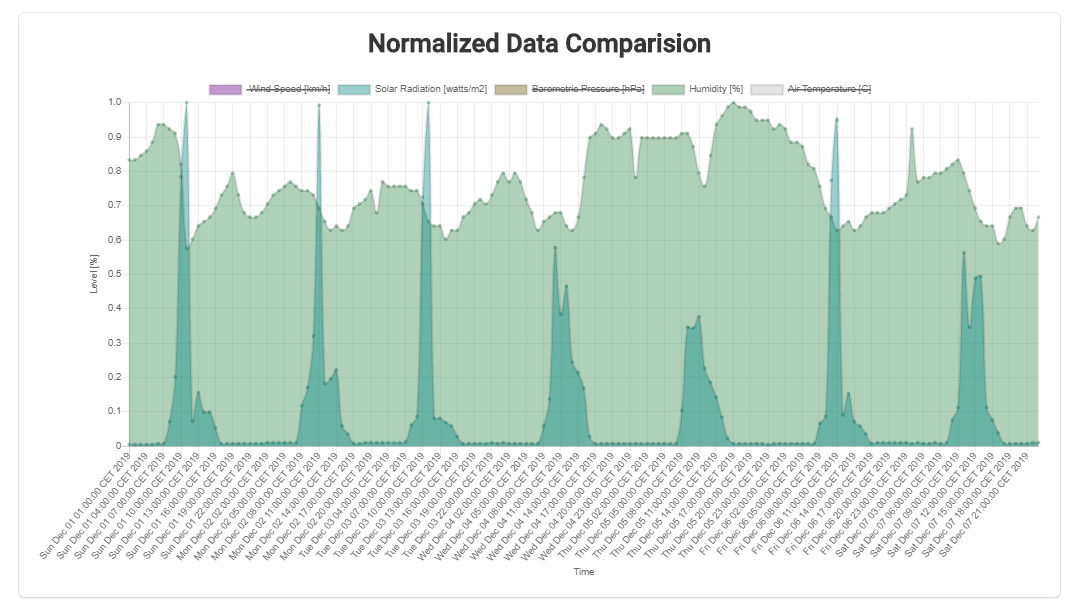 Normalized Data Comparision
Wind Speed [km/h] Solar Radiation [watts/m2] Barometric Pressure [hPa] Humidity [%] Air Temperature [C]
1.0
0.9
0.8
0.7
0.6
0.5
0.4
0.3
0.2
0.1
0
Level [%]
Sun Dec 01 01:00:00 CET 2019
Sun Dec 01 04:00:00 CET 2019
Sun Dec 01 07:00:00 CET 2019
Sun Dec 01 10:00:00 CET 2019
Sun Dec 01 13:00:00 CET 2019
Sun Dec 01 16:00:00 CET 2019
Sun Dec 01 19:00:00 CET 2019
Sun Dec 01 22:00:00 CET 2019
Mon Dec 02 02:00:00 CET 2019
Mon Dec 02 05:00:00 CET 2019
Mon Dec 02 08:00:00 CET 2019
Mon Dec 02 11:00:00 CET 2019
Mon Dec 02 14:00:00 CET 2019
Mon Dec 02 17:00:00 CET 2019
Mon Dec 02 20:00:00 CET 2019
Tue Dec 03 04:00:00 CET 2019
Tue Dec 03 07:00:00 CET 2019
Tue Dec 03 10:00:00 CET 2019
Tue Dec 03 13:00:00 CET 2019
Tue Dec 03 16:00:00 CET 2019
Tue Dec 03 19:00:00 CET 2019
Tue Dec 03 22:00:00 CET 2019
Wed Dec 04 02:00:00 CET 2019
Wed Dec 04 05:00:00 CET 2019
Wed Dec 04 08:00:00 CET 2019
Wed Dec 04 11:00:00 CET 2019
Wed Dec 04 14:00:00 CET 2019
Wed Dec 04 17:00:00 CET 2019
Wed Dec 04 20:00:00 CET 2019
Wed Dec 04 23:00:00 CET 2019
Thu Dec 05 02:00:00 CET 2019
Thu Dec 05 05:00:00 CET 2019
Thu Dec 05 08:00:00 CET 2019
Thu Dec 05 11:00:00 CET 2019
Thu Dec 05 14:00:00 CET 2019
Thu Dec 05 17:00:00 CET 2019
Thu Dec 05 20:00:00 CET 2019
Thu Dec 05 23:00:00 CET 2019
Fri Dec 06 02:00:00 CET 2019
Fri Dec 06 05:00:00 CET 2019
Fri Dec 06 08:00:00 CET 2019
Fri Dec 06 11:00:00 CET 2019
Fri Dec 06 14:00:00 CET 2019
Fri Dec 06 17:00:00 CET 2019
Fri Dec 06 20:00:00 CET 2019
Fri Dec 06 23:00:00 CET 2019
Sat Dec 07 03:00:00 CET 2019
Sat Dec 07 06:00:00 CET 2019
Sat Dec 07 09:00:00 CET 2019
Sat Dec 07 12:00:00 CET 2019
Sat Dec 07 15:00:00 CET 2019
Sat Dec 07 18:00:00 CET 2019
Sat Dec 07 21:00:00 CET 2019
Time